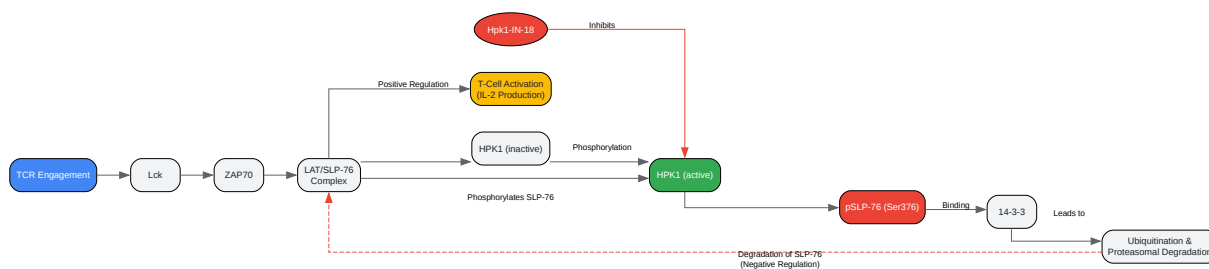 Hpk1-IN-18
Inhibits
Positive Regulation
T-Cell Activation
(IL-2 Production)
HPK1 (inactive)
Phosphorylation
TCR Engagement
Lck
ZAP70
LAT/SLP-76
Complex
HPK1 (active)
Phosphorylates SLP-76
pSLP-76 (Ser376)
Binding
14-3-3
Leads to
Ubiquitination &
Proteasomal Degradation
Degradation of SLP-76
(Negative Regulation)